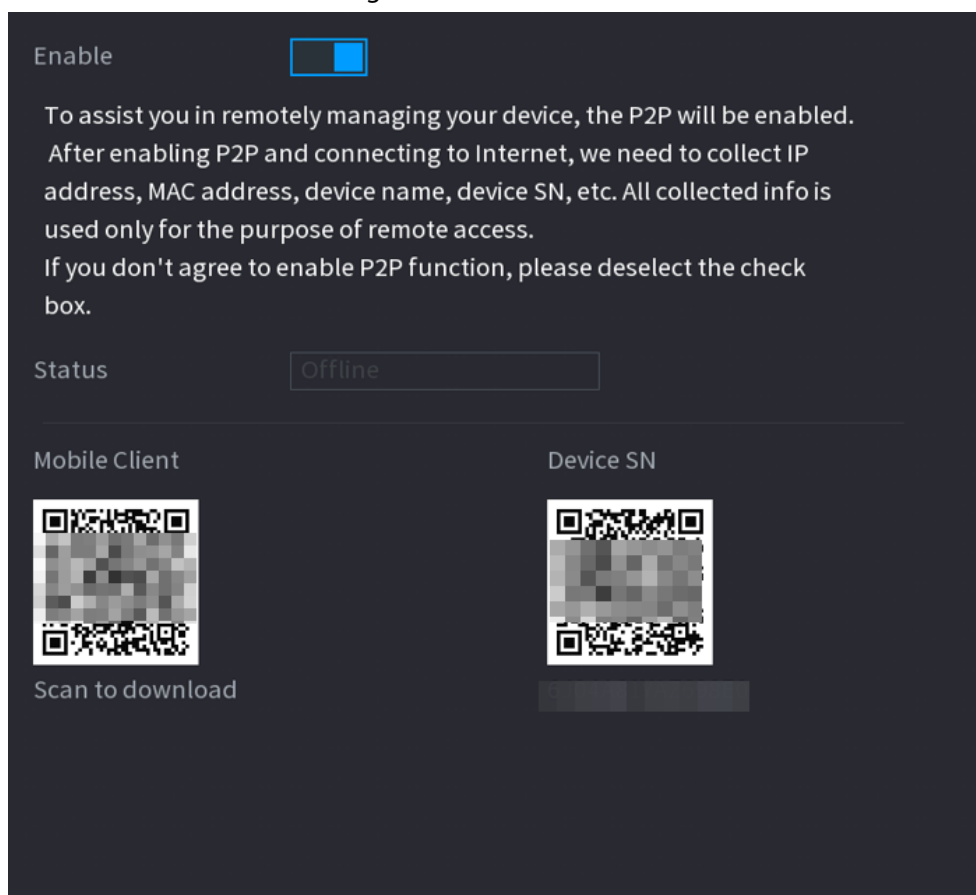 Enable
To assist you in remotely managing your device, the P2P will be enabled.
After enabling P2P and connecting to Internet, we need to collect IP
address, MAC address, device name, device SN, etc. All collected info is
used only for the purpose of remote access.
If you don't agree to enable P2P function, please deselect the check
box.
Status
Offline
Mobile Client
Device SN
Scan to download